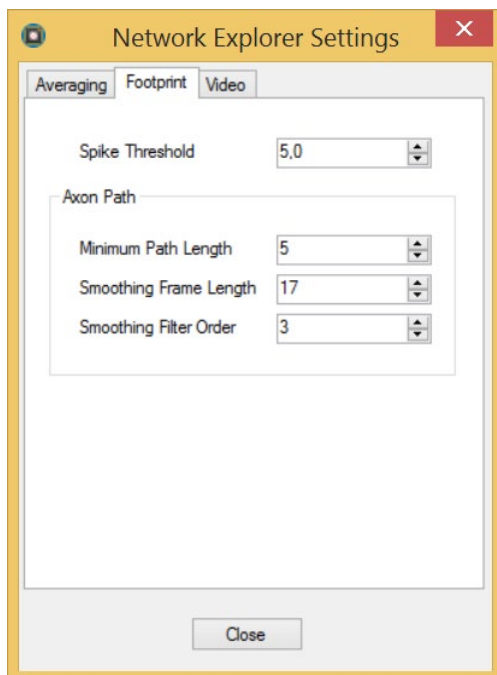 Network Explorer Settings
Averaging Footprint Video
Spike Threshold 5,0
Axon Path
Minimum Path Length 5
Smoothing Frame Length 17
Smoothing Filter Order 3
Close